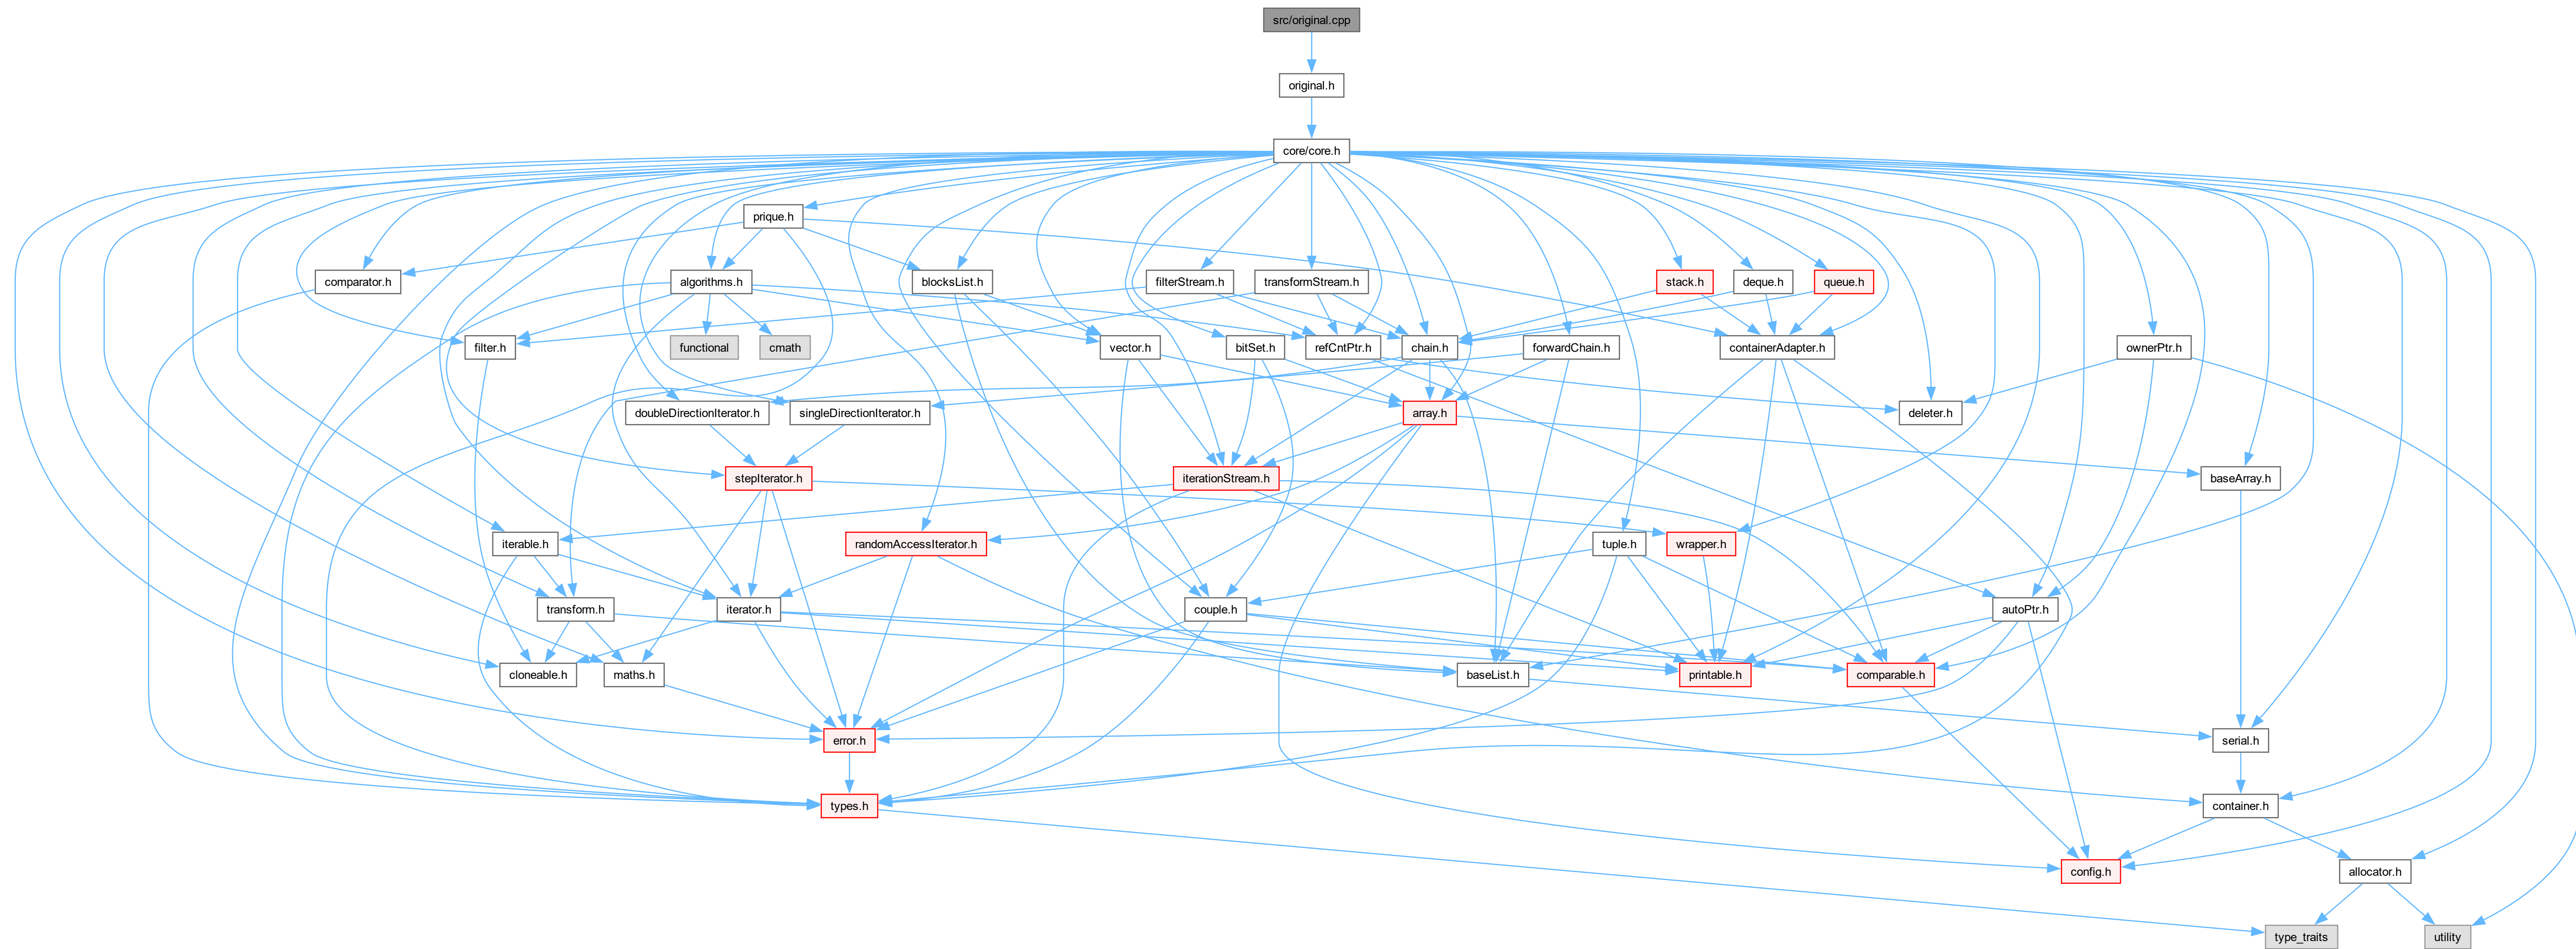 src/original.cpp
original.h
core/core.h
prique.h
comparator.h
algorithms.h
blocksList.h
filterStream.h
transformStream.h
stack.h
deque.h
queue.h
filter.h
functional
cmath
vector.h
bitSet.h
refCntPtr.h
chain.h
forwardChain.h
containerAdapter.h
ownerPtr.h
doubleDirectionIterator.h
singleDirectionIterator.h
array.h
deleter.h
stepIterator.h
iterationStream.h
baseArray.h
iterable.h
randomAccessIterator.h
tuple.h
wrapper.h
transform.h
iterator.h
couple.h
autoPtr.h
cloneable.h
maths.h
baseList.h
printable.h
comparable.h
error.h
serial.h
types.h
container.h
config.h
allocator.h
type_traits
utility